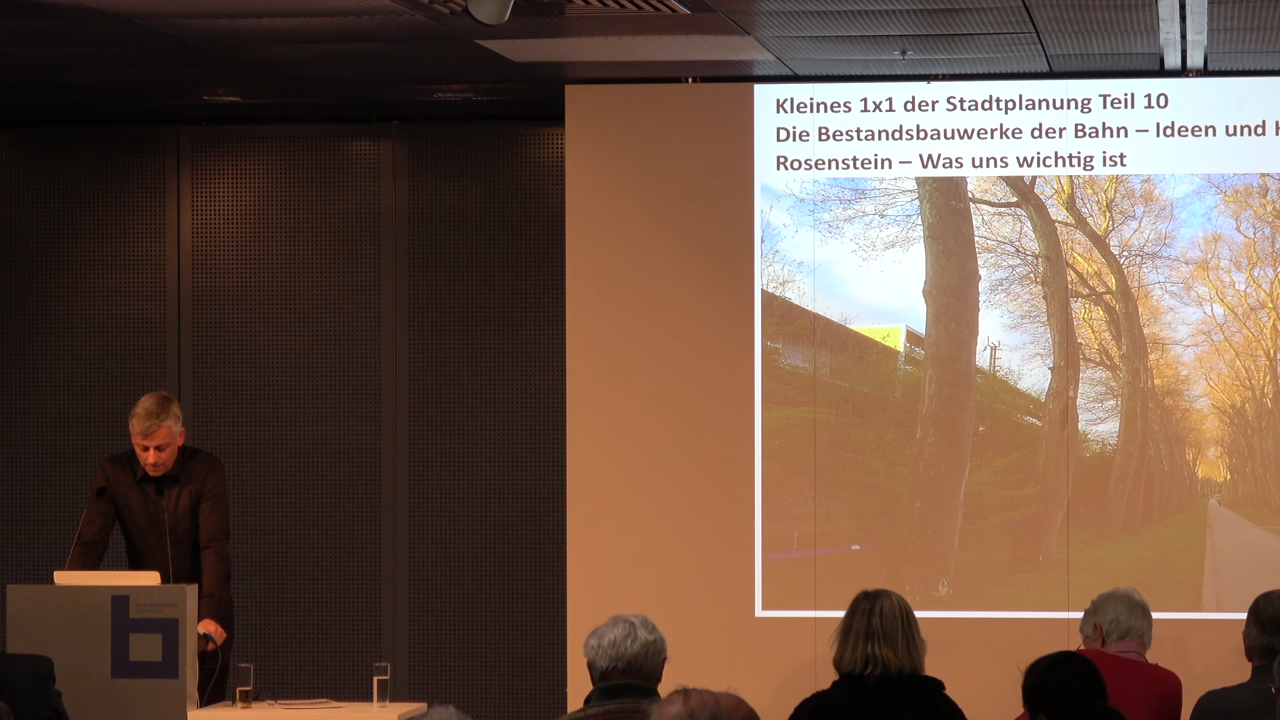 Kleines 1x1 der Stadtplanung Teil 10
Die Bestandsbauwerke der Bahn – Ideen und
Rosenstein – Was uns wichtig ist
b